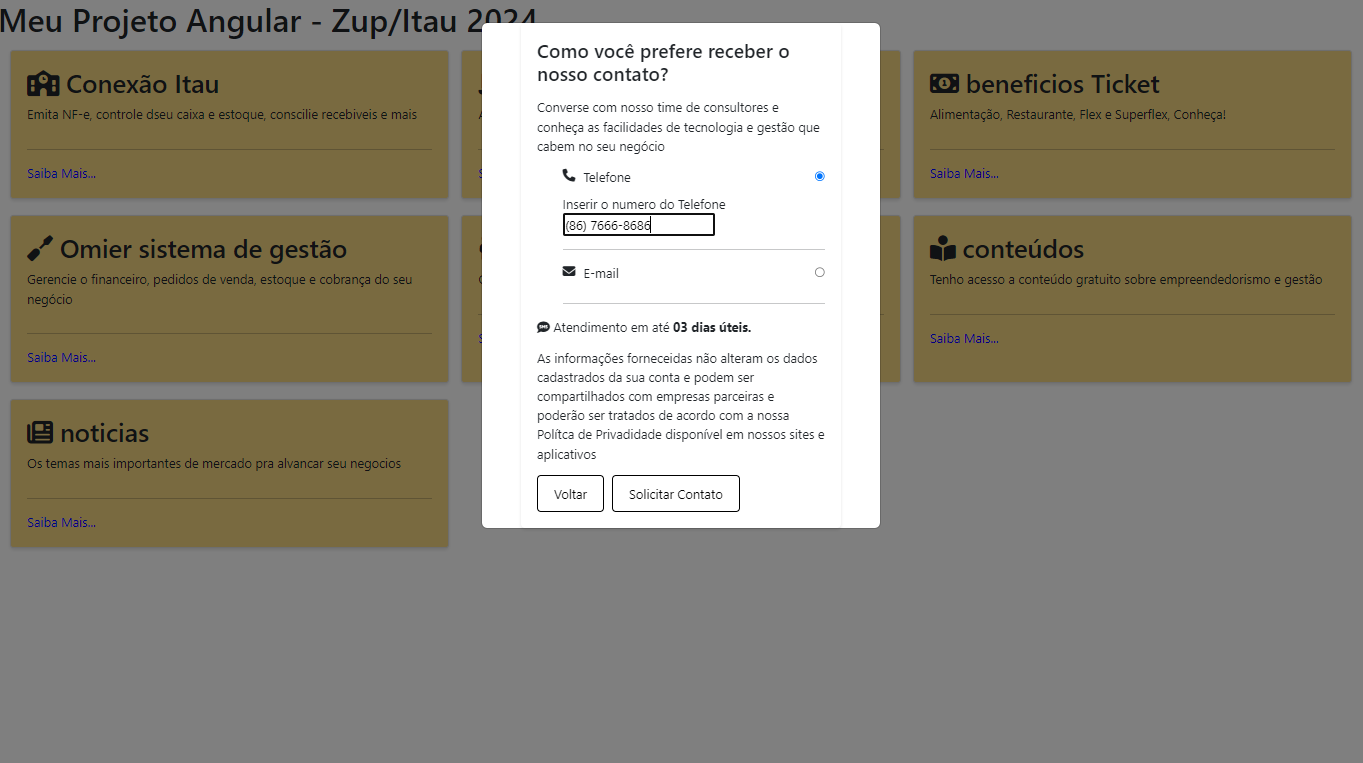 Meu Projeto Angular - Zup/Itau 2024
Conexão Itau
Emita NF-e, controle dseu caixa e estoque, conscilie recebiveis e mais
Saiba Mais...
beneficios Ticket
Alimentação, Restaurante, Flex e Superflex, Conheça!
Saiba Mais...
Omier sistema de gestão
Gerencie o financeiro, pedidos de venda, estoque e cobrança do seu
negócio
Saiba Mais...
conteúdos
Tenho acesso a conteúdo gratuito sobre empreendedorismo e gestão
Saiba Mais...
noticias
Os temas mais importantes de mercado pra alvancar seu negocios
Saiba Mais...
Como você prefere receber o
nosso contato?
Converse com nosso time de consultores e
conheça as facilidades de tecnologia e gestão que
cabem no seu negócio
Telefone
Inserir o numero do Telefone
(86) 7666-8686
E-mail
Atendimento em até 03 dias úteis.
As informações forneceidas não alteram os dados
cadastrados da sua conta e podem ser
compartilhados com empresas parceiras e
poderão ser tratados de acordo com a nossa
Polítca de Privadidade disponível em nossos sites e
aplicativos
Voltar
Solicitar Contato